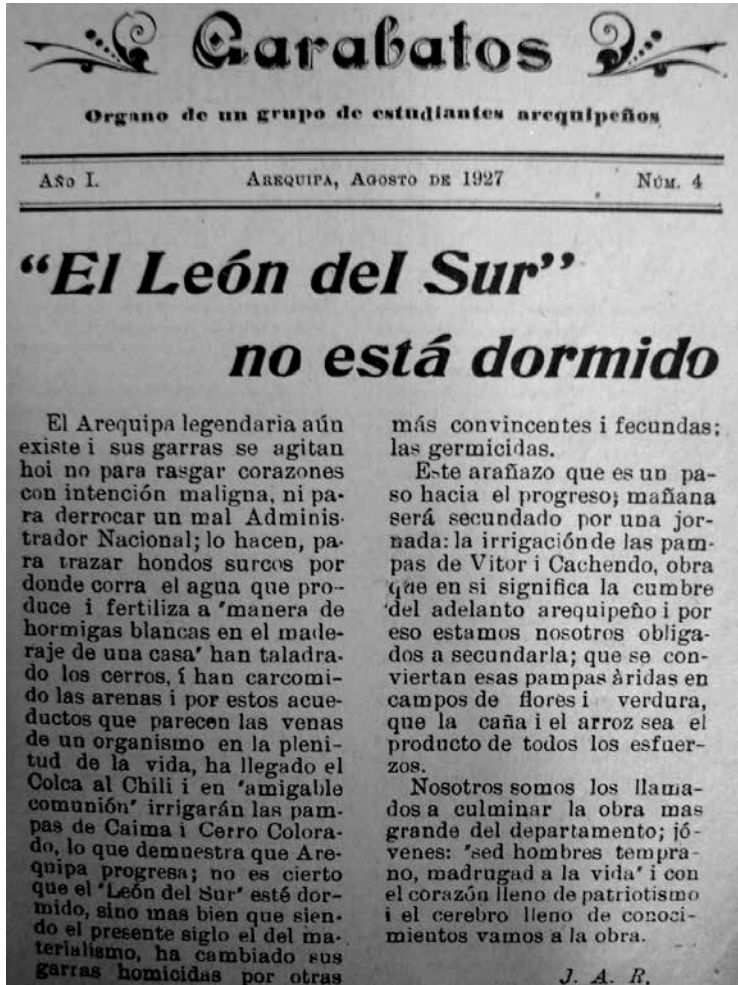 Garabatos
Organo de un grupo de estudiantes arequipeños
Año I. Arequipa, Agosto de 1927 Núm. 4
“El León del Sur”
no está dormido
El Arequipa legendaria aún
existe i sus garras se agitan
hoi no para rasgar corazones
con intención maligna, ni pa-
ra derrocar un mal Adminis-
trador Nacional; lo hacen, pa-
ra trazar hondos surcos por
donde corra el agua que pro-
duce i fertiliza a 'manera de
hormigas blancas en el made-
raje de una casa' han taladra-
do los cerros, í han carcomi-
do las arenas i por estos acue-
ductos que parecen las venas
de un organismo en la pleni-
tud de la vida, ha llegado el
Colca al Chili i en 'amigable
comunión' irrigarán las pam-
pas de Caima i Cerro Colora-
do, lo que demuestra que Are-
quipa progresa; no es cierto
que el 'León del Sur' esté dor-
mido, sino mas bien que sien-
do el presente siglo el del ma-
terialismo, ha cambiado sus
garras homicidas por otras
más convincentes i fecundas;
las germicidas.
Este arañazo que es un pa-
so hacia el progreso; mañana
será secundado por una jor-
nada: la irrigación de las pam-
pas de Vitor i Cachendo, obra
que en si significa la cumbre
del adelanto arequipeño i por
eso estamos nosotros obliga-
dos a secundarla; que se con-
viertan esas pampas àridas en
campos de flores i verdura,
que la caña i el arroz sea el
producto de todos los esfuer-
zos.
Nosotros somos los llama-
dos a culminar la obra mas
grande del departamento; jó-
venes: 'sed hombres tempra-
no, madrugad a la vida' i con
el corazón lleno de patriotismo
i el cerebro lleno de conoci-
mientos vamos a la obra.
J. A. R.